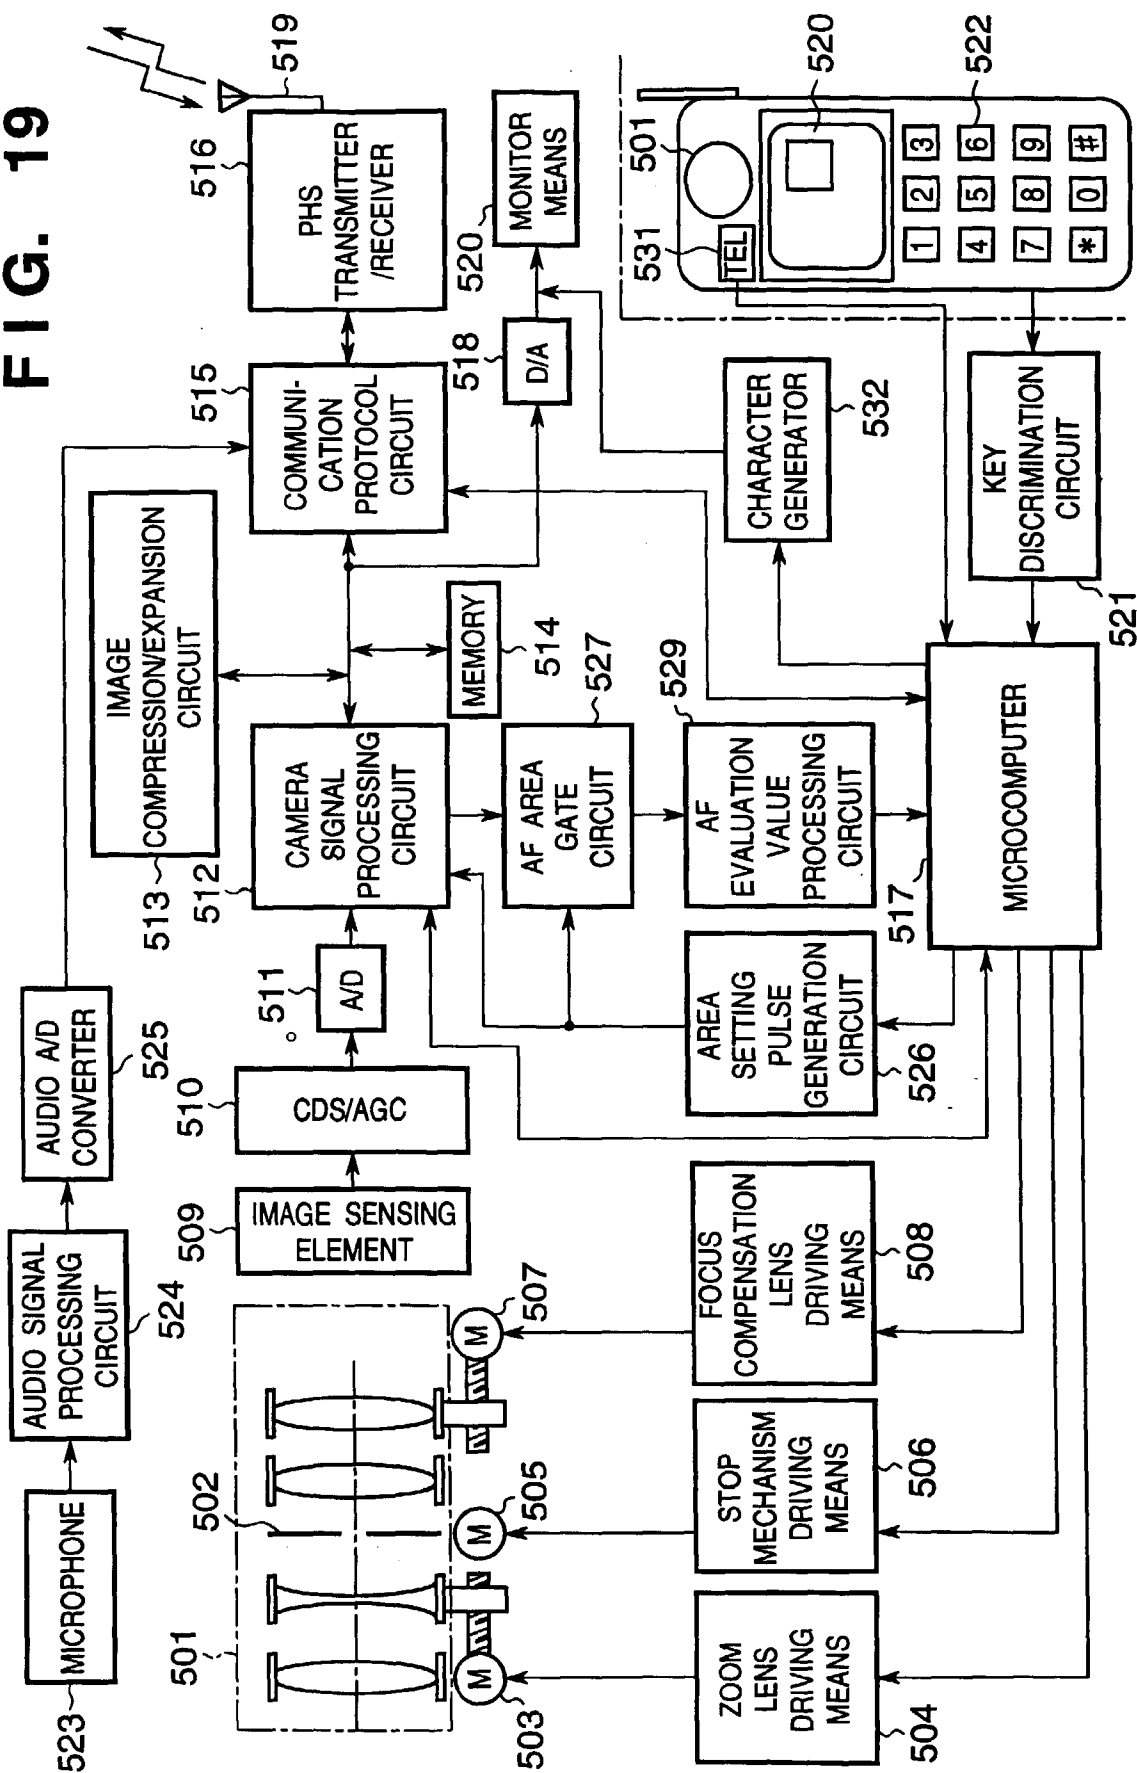 FIG. 19
523
MICROPHONE
AUDIO SIGNAL
PROCESSING
CIRCUIT
524
AUDIO A/D
CONVERTER
525
501
502
503
M
505
M
507
M
509
IMAGE SENSING
ELEMENT
510
CDS/AGC
511
A/D
512
CAMERA
SIGNAL
PROCESSING
CIRCUIT
513
IMAGE
COMPRESSION/EXPANSION
CIRCUIT
MEMORY
514
515
COMMUNI-
CATION
PROTOCOL
CIRCUIT
516
PHS
TRANSMITTER
/RECEIVER
519
518
D/A
520
MONITOR
MEANS
AF AREA
GATE
CIRCUIT
527
529
AF
EVALUATION
VALUE
PROCESSING
CIRCUIT
AREA
SETTING
PULSE
GENERATION
CIRCUIT
526
ZOOM
LENS
DRIVING
MEANS
504
STOP
MECHANISM
DRIVING
MEANS
506
FOCUS
COMPENSATION
LENS
DRIVING
MEANS
508
517
MICROCOMPUTER
CHARACTER
GENERATOR
532
KEY
DISCRIMINATION
CIRCUIT
521
531
TEL
501
520
522
1 2 3
4 5 6
7 8 9
* 0 #